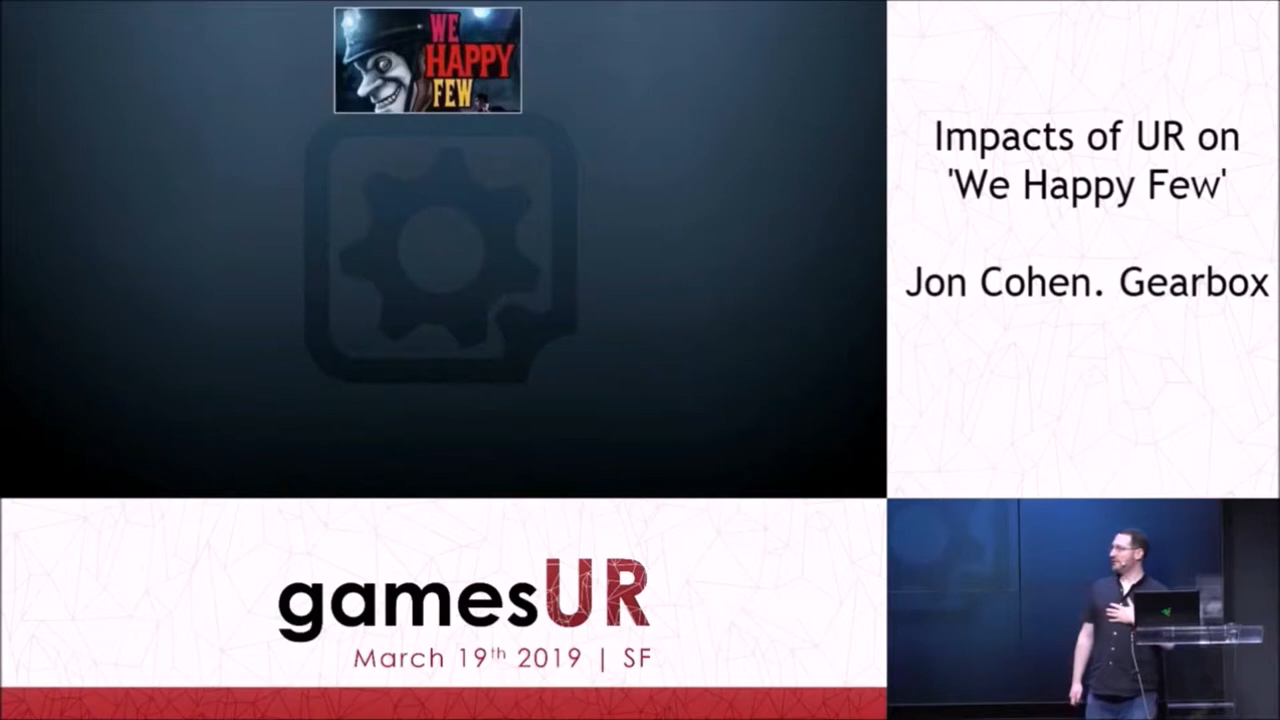 WE
HAPPY
FEW
Impacts of UR on
'We Happy Few'
Jon Cohen. Gearbox
gamesUR
March 19th 2019 | SF